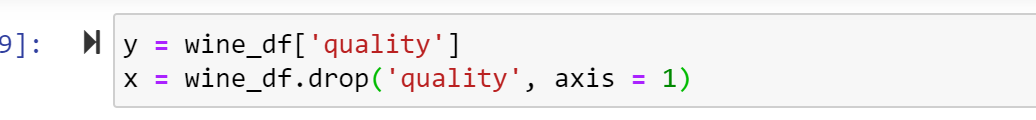 9]:
y = wine_df['quality']
x = wine_df.drop('quality', axis = 1)